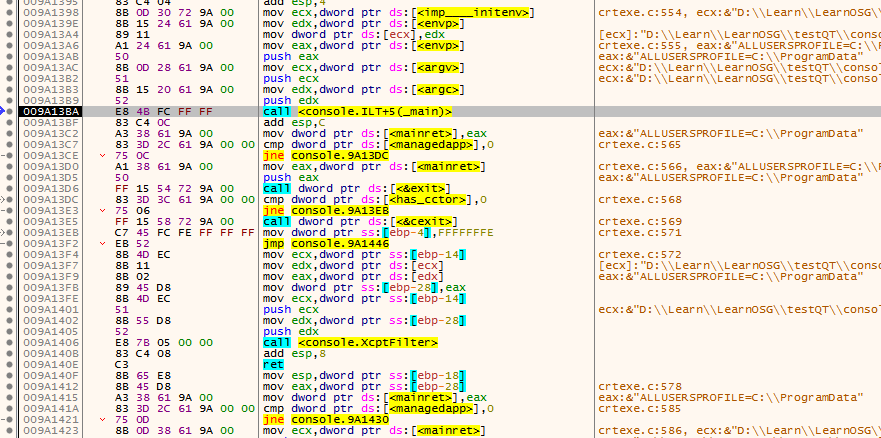 009A1395 83 C4 04 add esp,4
009A1398 8B 0D 30 72 9A 00 mov ecx,dword ptr ds:[<imp____initenv>] crtexe.c:554, ecx:&"D:\\Learn\\LearnOSG\\testQT\\con
009A139E 8B 15 24 61 9A 00 mov edx,dword ptr ds:[<envp>]
009A13A4 89 11 mov dword ptr ds:[ecx],edx [ecx]:"D:\\Learn\\LearnOSG\\testQT\\conso
009A13A6 A1 24 61 9A 00 mov eax,dword ptr ds:[<envp>] crtexe.c:555, eax:&"ALLUSERSPROFILE=C:\\P
009A13AB 50 push eax eax:&"ALLUSERSPROFILE=C:\\ProgramData"
009A13AC 8B 0D 28 61 9A 00 mov ecx,dword ptr ds:[<argv>] ecx:&"D:\\Learn\\LearnOSG\\testQT\\conso
009A13B2 51 push ecx ecx:&"D:\\Learn\\LearnOSG\\testQT\\conso
009A13B3 8B 15 20 61 9A 00 mov edx,dword ptr ds:[<argc>]
009A13B9 52 push edx
009A13BA E8 4B FC FF FF call <console.ILT+5(_main)>
009A13BF 83 C4 0C add esp,C
009A13C2 A3 38 61 9A 00 mov dword ptr ds:[<mainret>],eax eax:&"ALLUSERSPROFILE=C:\\ProgramData"
009A13C7 83 3D 2C 61 9A 00 00 cmp dword ptr ds:[<managedapp>],0 crtexe.c:565
009A13CE 75 0C jne console.9A13DC
009A13D0 A1 38 61 9A 00 mov eax,dword ptr ds:[<mainret>] crtexe.c:566, eax:&"ALLUSERSPROFILE=C:\\P
009A13D5 50 push eax eax:&"ALLUSERSPROFILE=C:\\ProgramData"
009A13D6 FF 15 54 72 9A 00 call dword ptr ds:[<&exit>]
009A13DC 83 3D 3C 61 9A 00 00 cmp dword ptr ds:[<has_cctor>],0 crtexe.c:568
009A13E3 75 06 jne console.9A13EB
009A13E5 FF 15 58 72 9A 00 call dword ptr ds:[<&cexit>] crtexe.c:569
009A13EB C7 45 FC FE FF FF FF mov dword ptr ss:[ebp-4],FFFFFFFE crtexe.c:571
009A13F2 EB 52 jmp console.9A1446
009A13F4 8B 4D EC mov ecx,dword ptr ss:[ebp-14] crtexe.c:572
009A13F7 8B 11 mov edx,dword ptr ds:[ecx] [ecx]:"D:\\Learn\\LearnOSG\\testQT\\conso
009A13F9 8B 02 mov eax,dword ptr ds:[edx] eax:&"ALLUSERSPROFILE=C:\\ProgramData"
009A13FB 89 45 D8 mov dword ptr ss:[ebp-28],eax
009A13FE 8B 4D EC mov ecx,dword ptr ss:[ebp-14]
009A1401 51 push ecx ecx:&"D:\\Learn\\LearnOSG\\testQT\\conso
009A1402 8B 55 D8 mov edx,dword ptr ss:[ebp-28]
009A1405 52 push edx
009A1406 E8 7B 05 00 00 call <console.XcptFilter>
009A140B 83 C4 08 add esp,8
009A140E C3 ret
009A140F 8B 65 E8 mov esp,dword ptr ss:[ebp-18]
009A1412 8B 45 D8 mov eax,dword ptr ss:[ebp-28] crtexe.c:578
009A1415 A3 38 61 9A 00 mov dword ptr ds:[<mainret>],eax eax:&"ALLUSERSPROFILE=C:\\ProgramData"
009A141A 83 3D 2C 61 9A 00 00 cmp dword ptr ds:[<managedapp>],0 crtexe.c:585
009A1421 75 0D jne console.9A1430
009A1423 8B 0D 38 61 9A 00 mov ecx,dword ptr ds:[<mainret>] crtexe.c:586, ecx:&"D:\\Learn\\LearnOSG\\